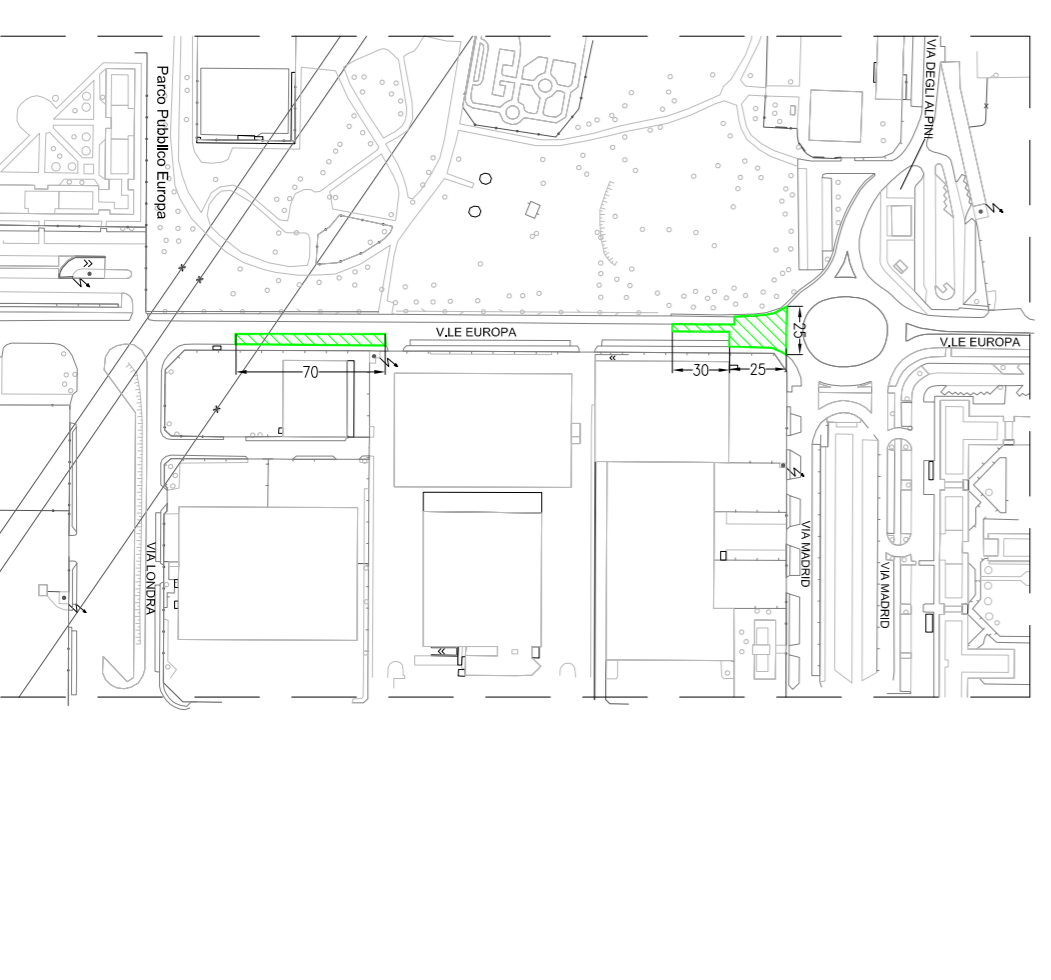 VIA DEGLI ALPINI
Parco Pubblico Europa
V.LE EUROPA
25
V.LE EUROPA
70
30
25
VIA LONDRA
VIA MADRID
VIA MADRID